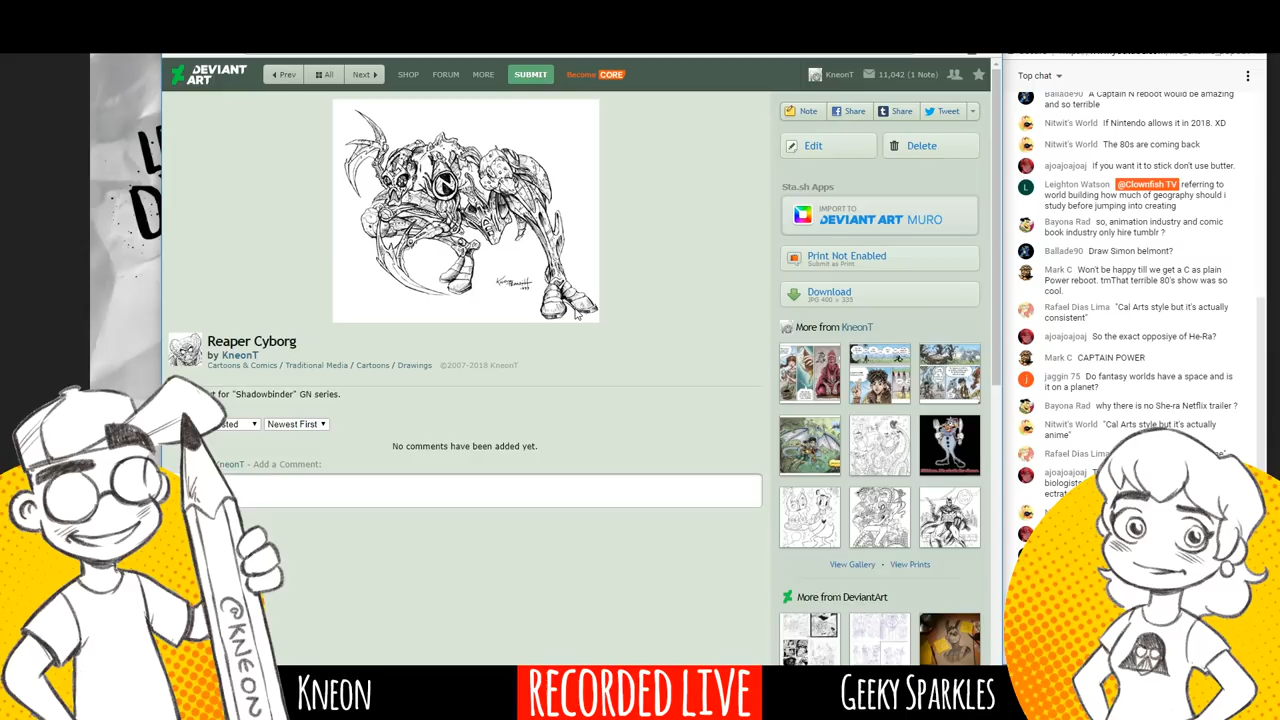 DEVIANT
ART
Prev
All
Next
SHOP
FORUM
MORE
SUBMIT
Become CORE
KneonT
11,042 (1 Note)
Note
Share
Share
Tweet
Edit
Delete
Sta.sh Apps
IMPORT TO
DEVIANT ART MURO
Print Not Enabled
Submit as Print
Download
JPG 400 × 335
More from KneonT
View Gallery • View Prints
More from DeviantArt
Reaper Cyborg
by KneonT
Cartoons & Comics / Traditional Media / Cartoons / Drawings ©2007-2018 KneonT
for "Shadowbinder" GN series.
Newest First
No comments have been added yet.
- Add a Comment:
Top chat
Ballade90 A Captain N reboot would be amazing
and so terrible
Nitwit's World If Nintendo allows it in 2018. XD
Nitwit's World The 80s are coming back
ajoajoajoaj If you want it to stick don't use butter.
Leighton Watson @Clownfish TV referring to
world building how much of geography should i
study before jumping into creating
Bayona Rad so, animation industry and comic
book industry only hire tumblr ?
Ballade90 Draw Simon belmont?
Mark C Won't be happy till we get a C as plain
Power reboot. tmThat terrible 80's show was so
cool.
Rafael Dias Lima "Cal Arts style but it's actually
consistent"
ajoajoajoaj So the exact opposiye of He-Ra?
Mark C CAPTAIN POWER
jaggin 75 Do fantasy worlds have a space and is
it on a planet?
Bayona Rad why there is no She-ra Netflix trailer ?
Nitwit's World "Cal Arts style but it's actually
anime"
Rafael Dias Lima
ajoajoajoaj
biologists
@KNEON
KNEON
RECORDED LIVE
GEEKY SPARKLES